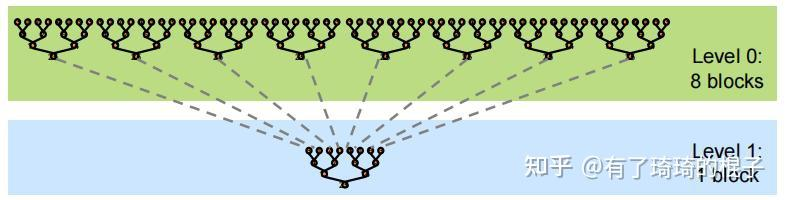 Level 0:
8 blocks
Level 1:
1 block
知乎 @有了琦琦的棍子